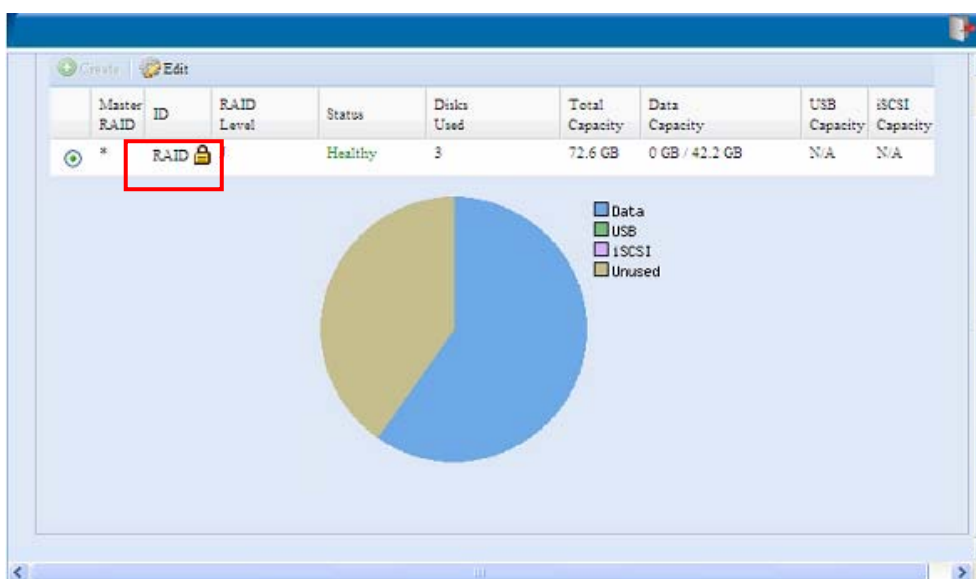 Create Edit
Master RAID ID RAID Level Status Disks Used Total Capacity Data Capacity USB Capacity iSCSI Capacity
* RAID Healthy 3 72.6 GB 0 GB / 42.2 GB N/A N/A
Data
USB
iSCSI
Unused